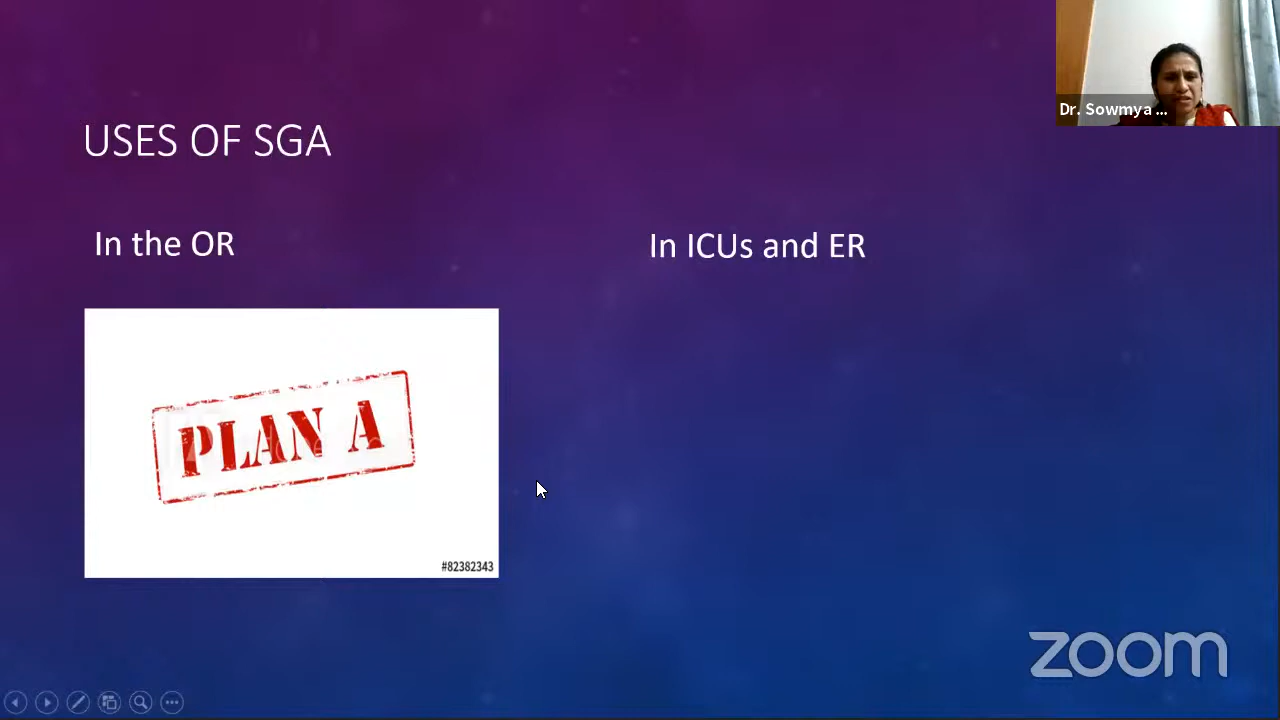 Dr. Sowmya ...
USES OF SGA
In the OR
In ICUs and ER
PLAN A
#82382343
zoom